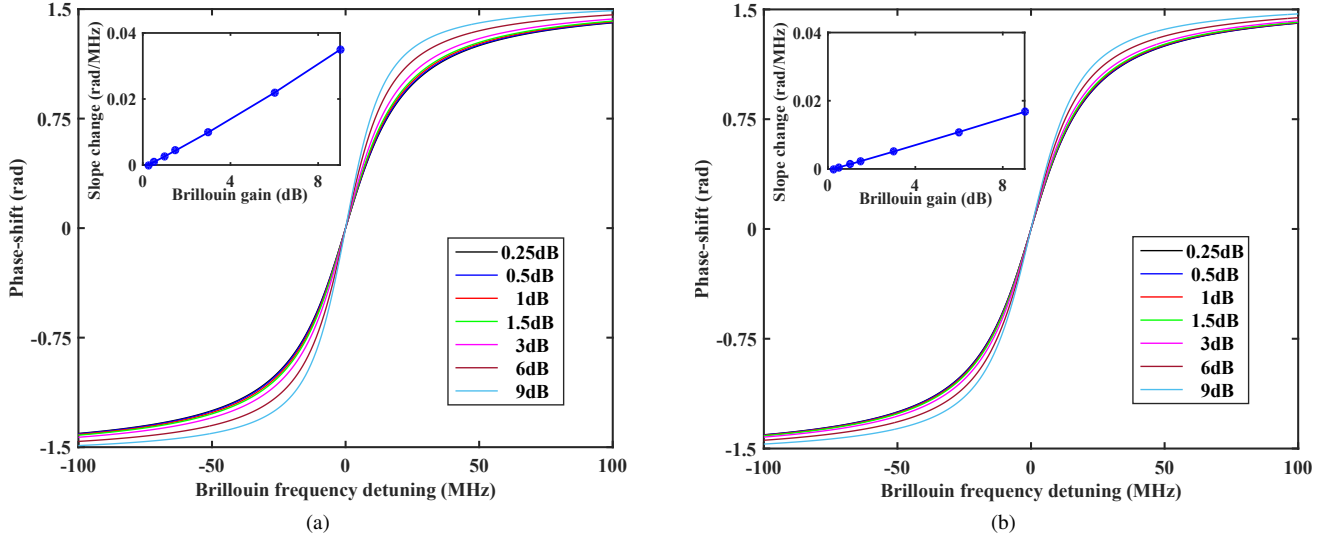 1.5
0.75
0
-0.75
-1.5
Phase-shift (rad)
-100
-50
0
50
100
Brillouin frequency detuning (MHz)
0.04
0.02
0
Slope change (rad/MHz)
0
4
8
Brillouin gain (dB)
0.25dB
0.5dB
1dB
1.5dB
3dB
6dB
9dB
(a)
1.5
0.75
0
-0.75
-1.5
Phase-shift (rad)
-100
-50
0
50
100
Brillouin frequency detuning (MHz)
0.04
0.02
0
Slope change (rad/MHz)
0
4
8
Brillouin gain (dB)
0.25dB
0.5dB
1dB
1.5dB
3dB
6dB
9dB
(b)